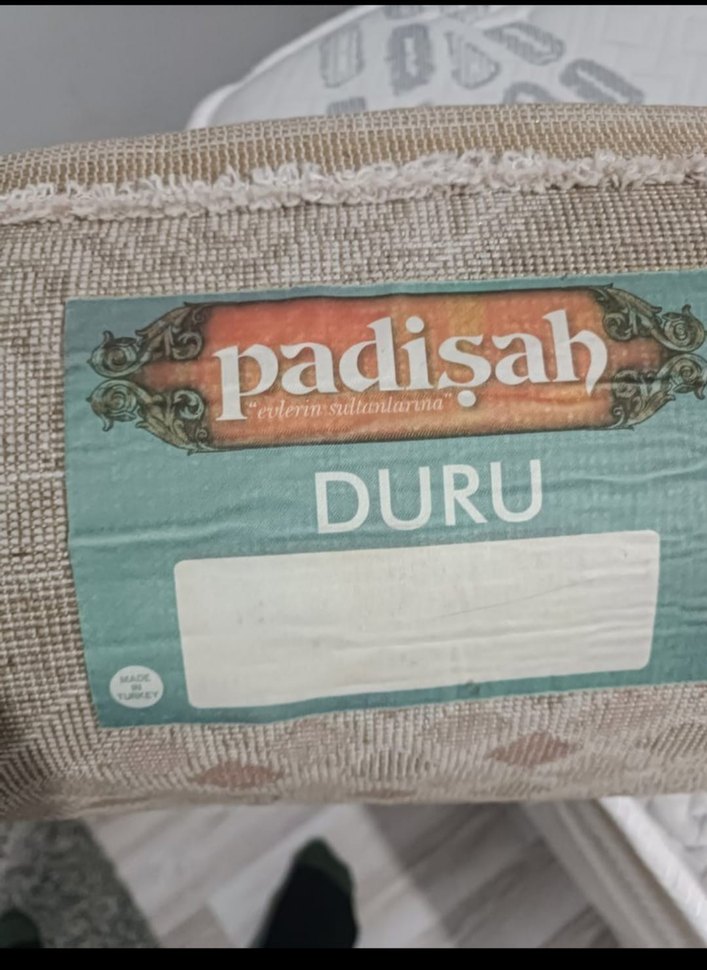 padişah
"evlerin sultanlarına"
DURU
MADE
IN
TURKEY